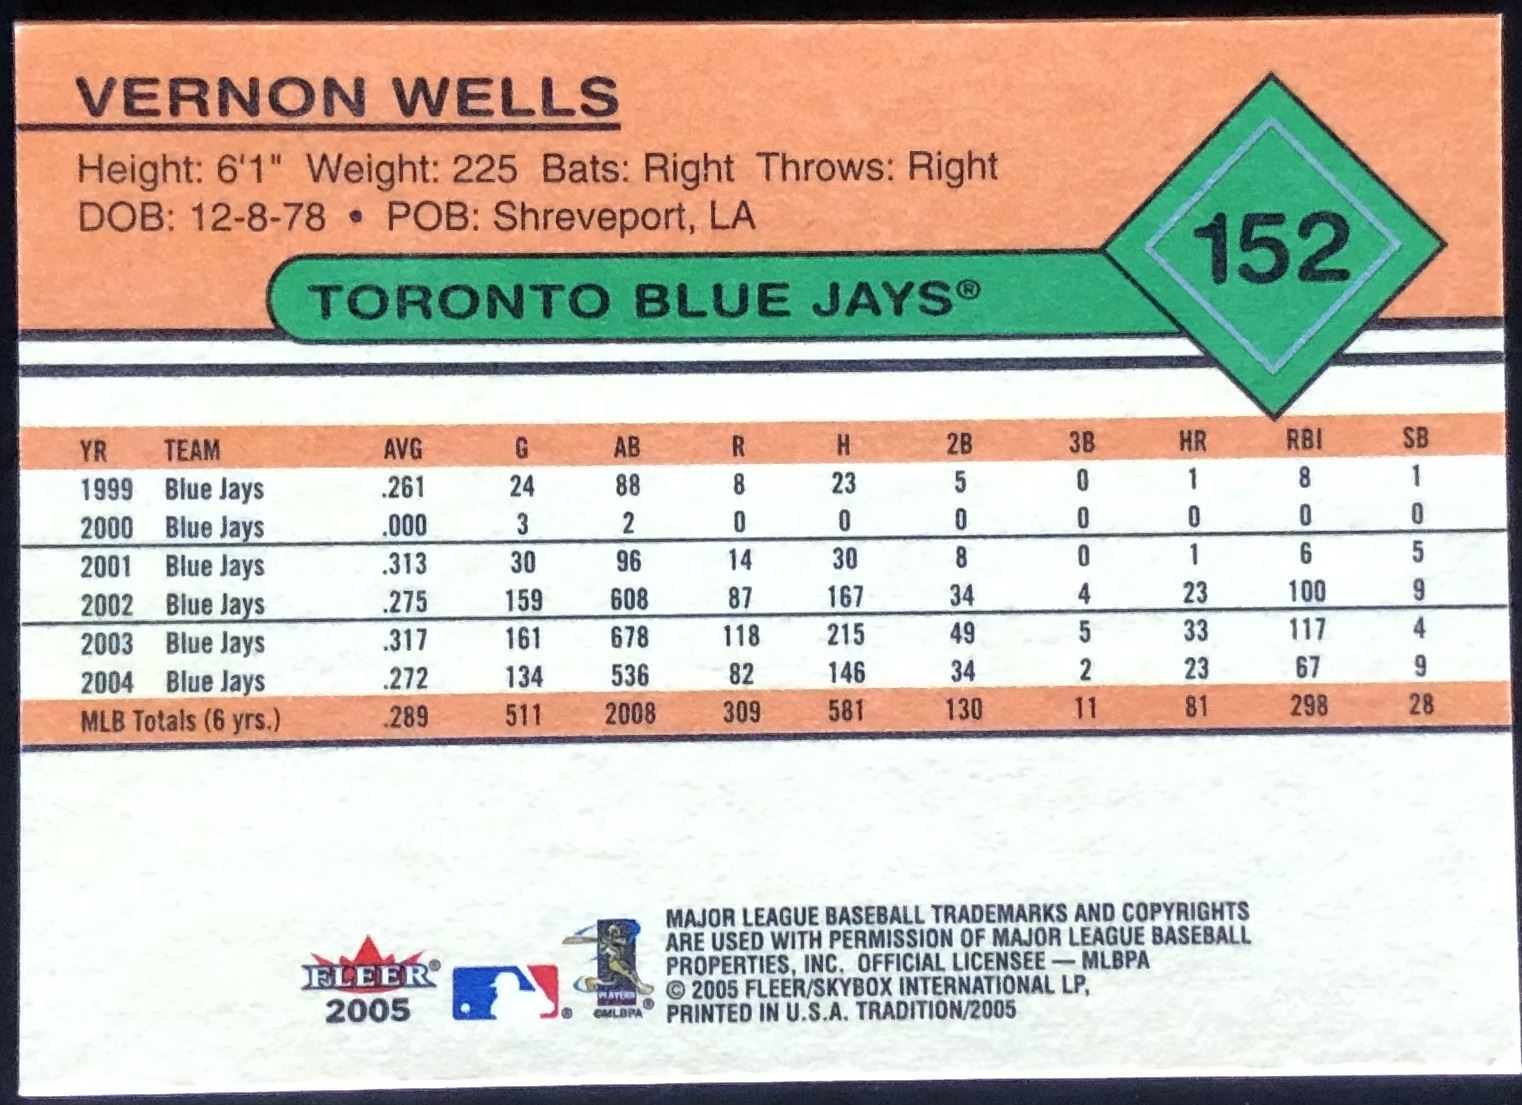 VERNON WELLS
Height: 6'1" Weight: 225 Bats: Right Throws: Right
DOB: 12-8-78 • POB: Shreveport, LA
152
TORONTO BLUE JAYS®
YR TEAM AVG G AB R H 2B 3B HR RBI SB
1999 Blue Jays .261 24 88 8 23 5 0 1 8 1
2000 Blue Jays .000 3 2 0 0 0 0 0 0 0
2001 Blue Jays .313 30 96 14 30 8 0 1 6 5
2002 Blue Jays .275 159 608 87 167 34 4 23 100 9
2003 Blue Jays .317 161 678 118 215 49 5 33 117 4
2004 Blue Jays .272 134 536 82 146 34 2 23 67 9
MLB Totals (6 yrs.) .289 511 2008 309 581 130 11 81 298 28
FLEER®
2005
®
PLAYERS
©MLBPA®
MAJOR LEAGUE BASEBALL TRADEMARKS AND COPYRIGHTS
ARE USED WITH PERMISSION OF MAJOR LEAGUE BASEBALL
PROPERTIES, INC. OFFICIAL LICENSEE — MLBPA
© 2005 FLEER/SKYBOX INTERNATIONAL LP,
PRINTED IN U.S.A. TRADITION/2005